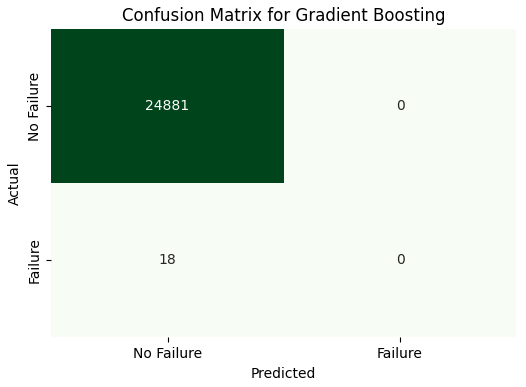 Confusion Matrix for Gradient Boosting
No Failure
24881
0
Actual
Failure
18
0
No Failure
Failure
Predicted